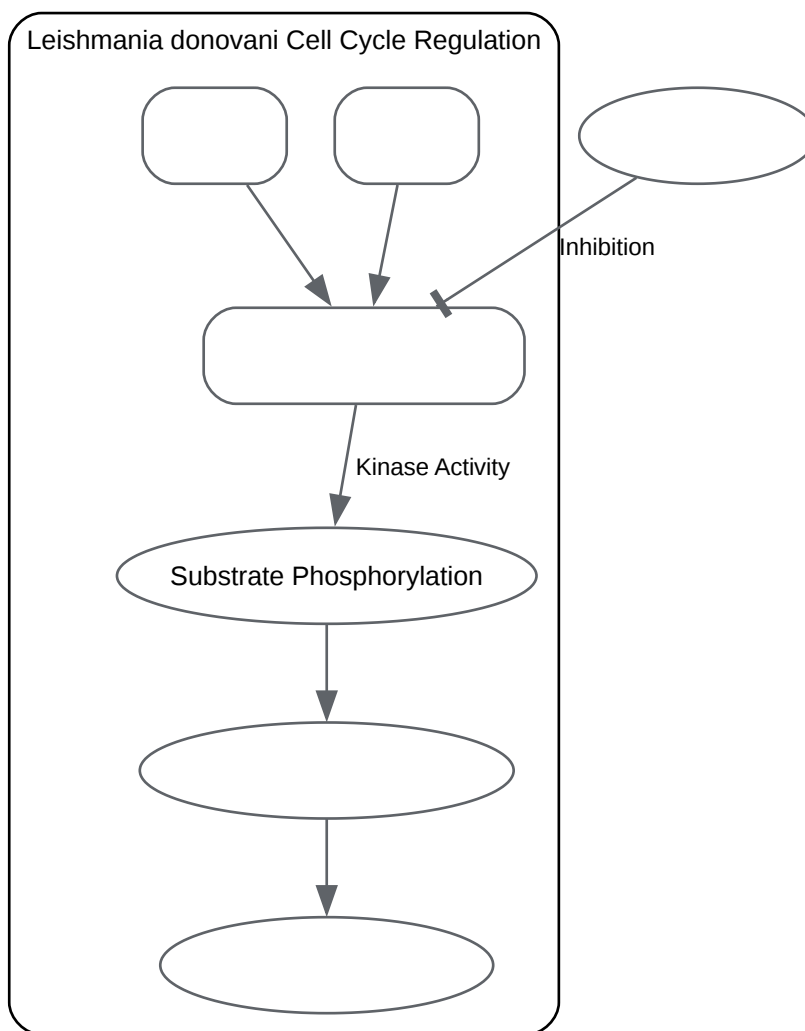 Leishmania donovani Cell Cycle Regulation
Inhibition
Kinase Activity
Substrate Phosphorylation